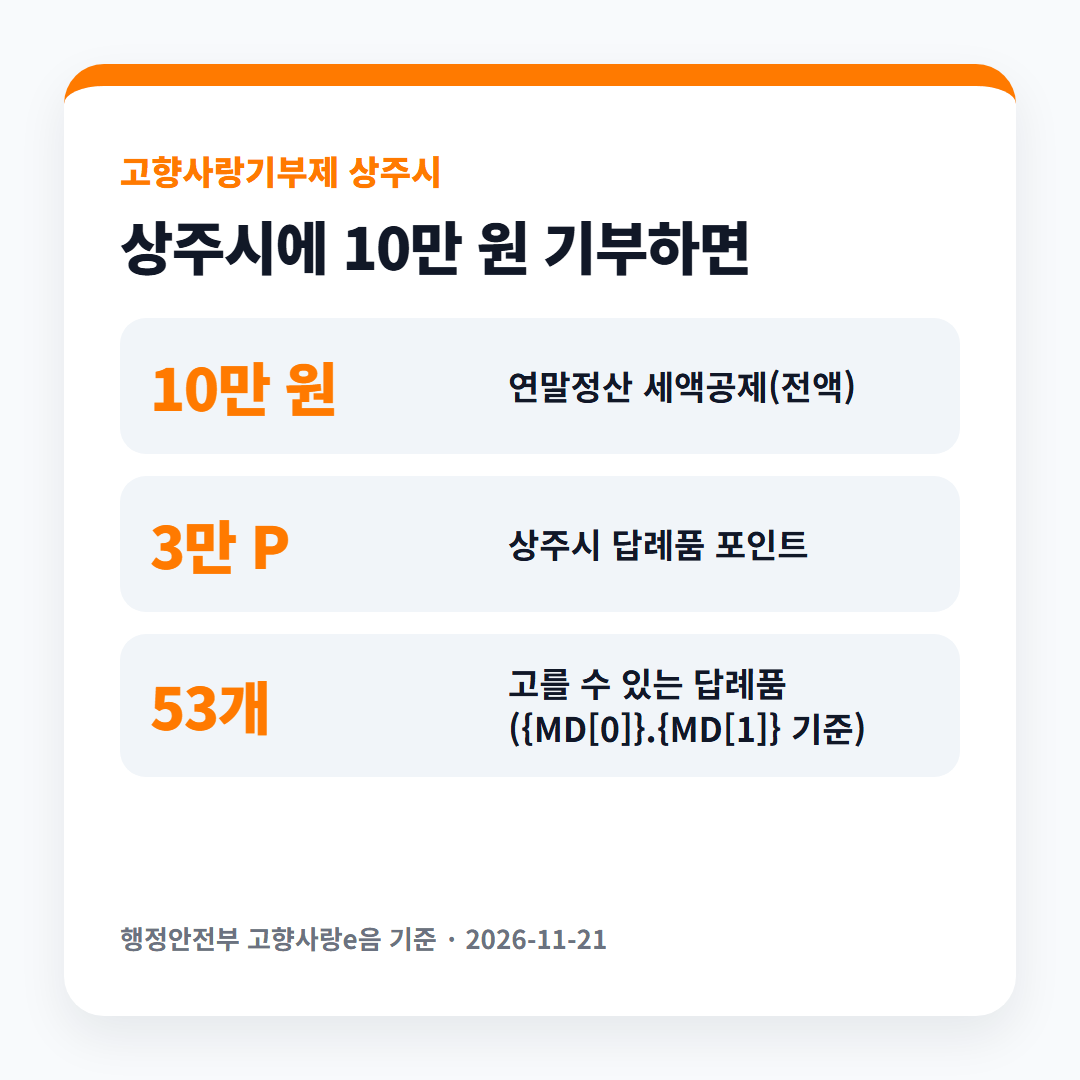 고향사랑기부제 상주시
상주시에 10만 원 기부하면
10만 원
연말정산 세액공제(전액)
3만 P
상주시 답례품 포인트
53개
고를 수 있는 답례품
({MD[0]}.{MD[1]} 기준)
행정안전부 고향사랑e음 기준 · 2026-11-21